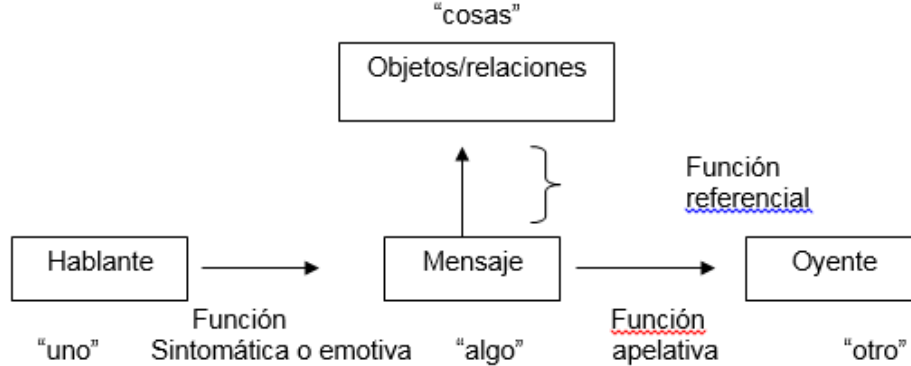 “cosas”
Objetos/relaciones
Función
referencial
Hablante
Mensaje
Oyente
Función
Sintomática o emotiva
Función
apelativa
“uno”
“algo”
“otro”